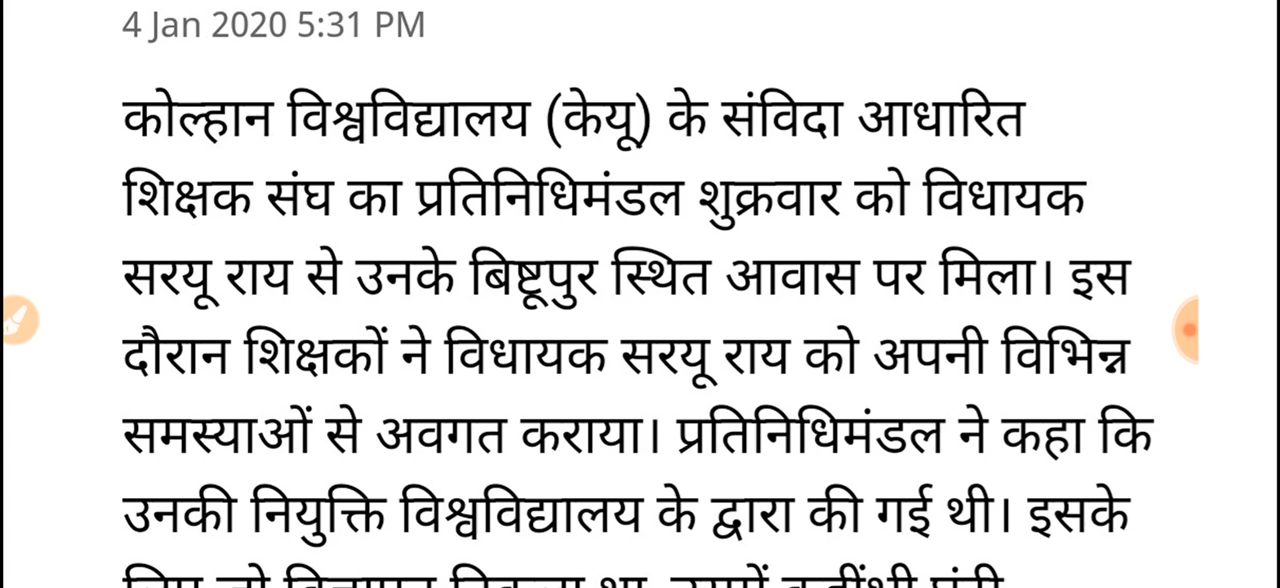 4 Jan 2020 5:31 PM
कोल्हान विश्वविद्यालय (केयू) के संविदा आधारित
शिक्षक संघ का प्रतिनिधिमंडल शुक्रवार को विधायक
सरयू राय से उनके बिष्टूपुर स्थित आवास पर मिला। इस
दौरान शिक्षकों ने विधायक सरयू राय को अपनी विभिन्न
समस्याओं से अवगत कराया। प्रतिनिधिमंडल ने कहा कि
उनकी नियुक्ति विश्वविद्यालय के द्वारा की गई थी। इसके